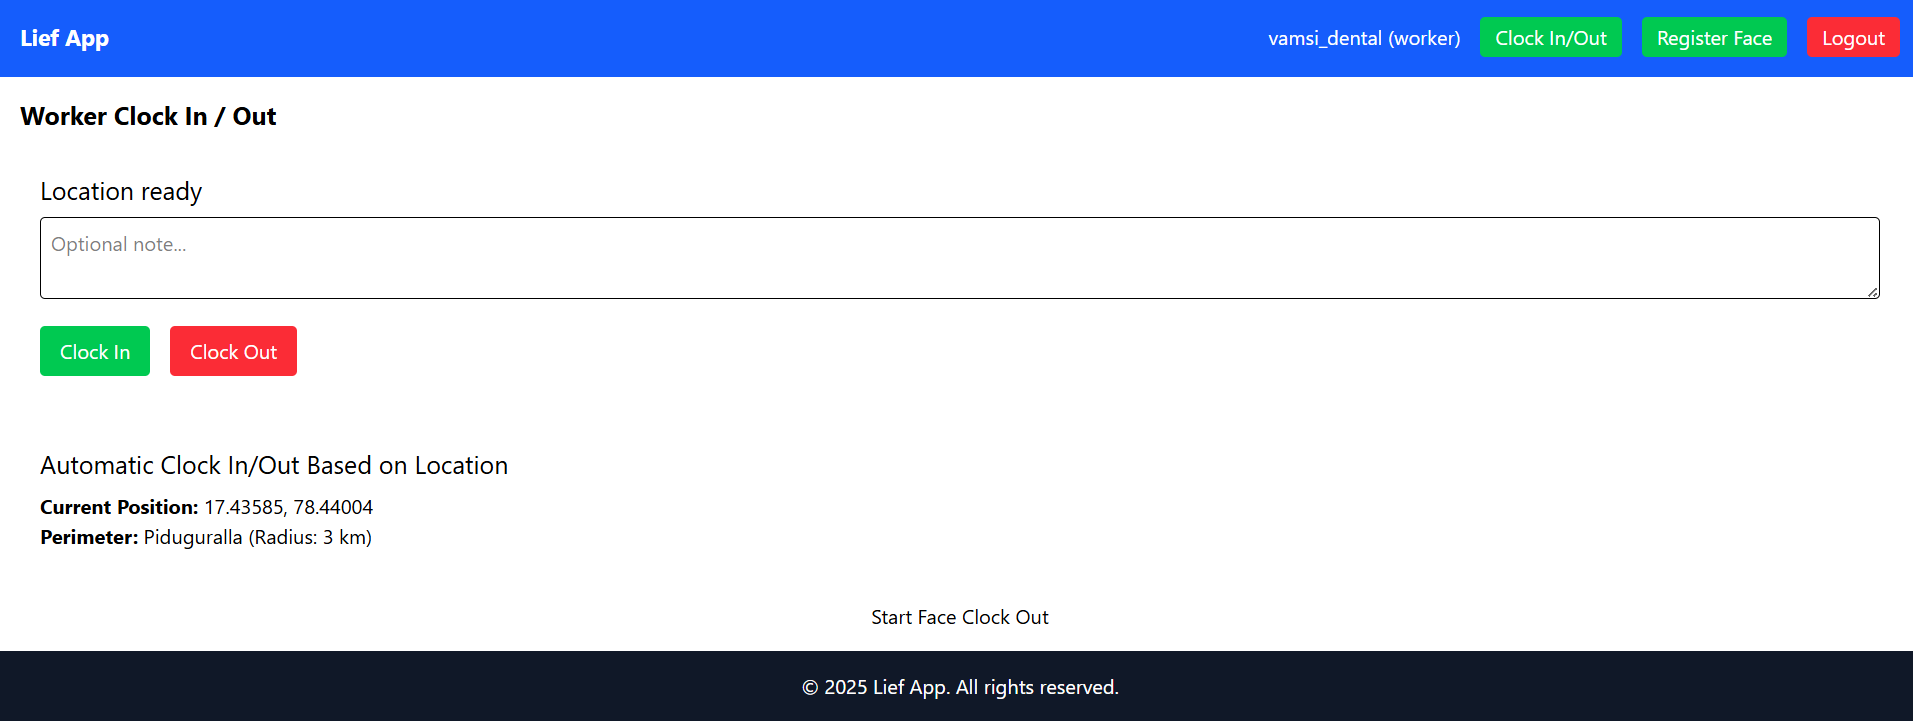 Lief App
vamsi_dental (worker)
Clock In/Out
Register Face
Logout
Worker Clock In / Out
Location ready
Optional note...
Clock In
Clock Out
Automatic Clock In/Out Based on Location
Current Position: 17.43585, 78.44004
Perimeter: Piduguralla (Radius: 3 km)
Start Face Clock Out
© 2025 Lief App. All rights reserved.